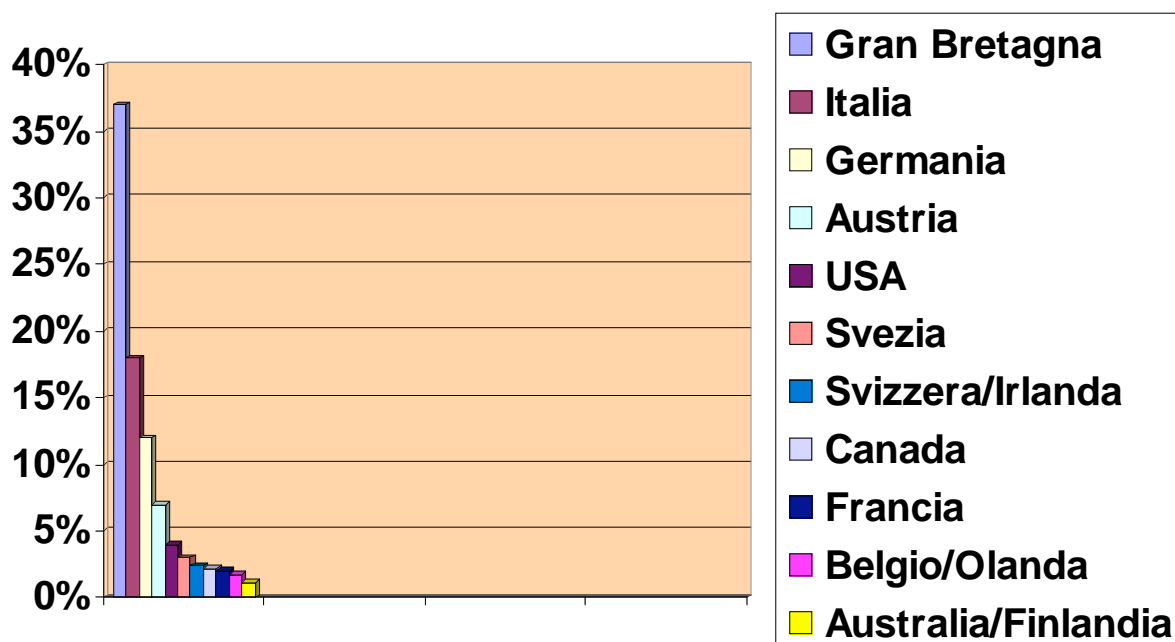 40%
35%
30%
25%
20%
15%
10%
5%
0%
Gran Bretagna
Italia
Germania
Austria
USA
Svezia
Svizzera/Irlanda
Canada
Francia
Belgio/Olanda
Australia/Finlandia